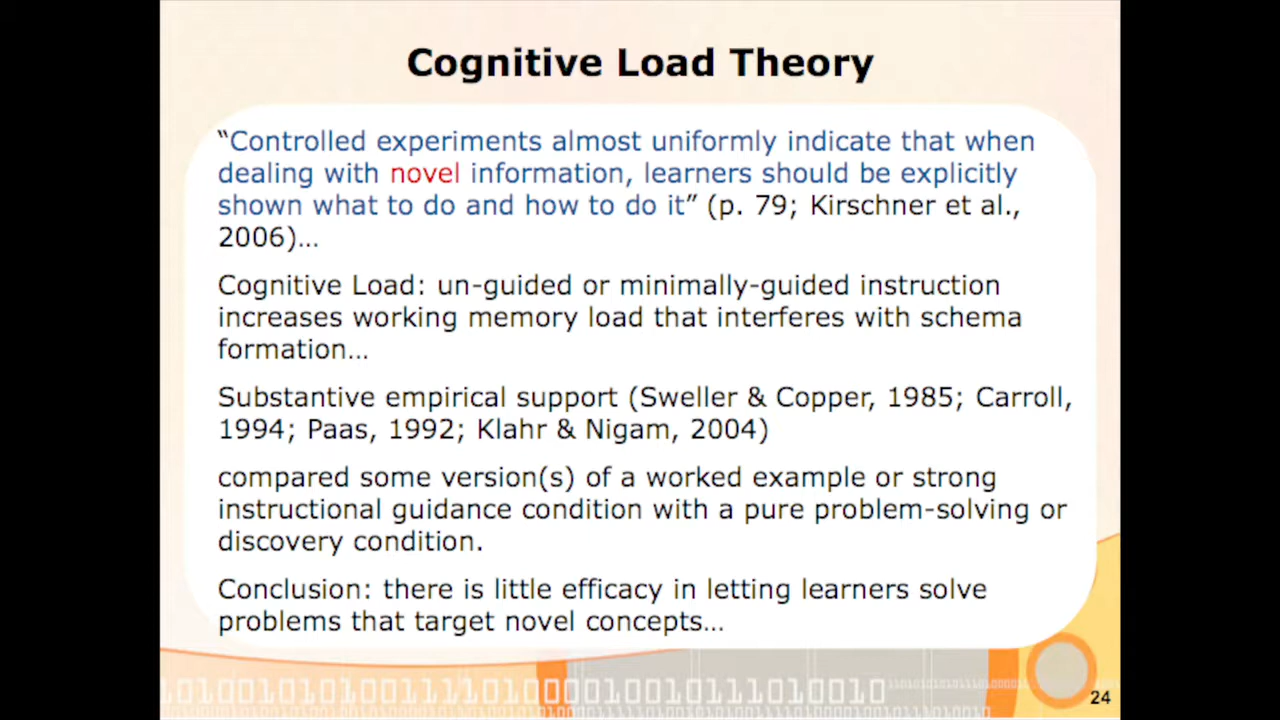 Cognitive Load Theory
“Controlled experiments almost uniformly indicate that when
dealing with novel information, learners should be explicitly
shown what to do and how to do it” (p. 79; Kirschner et al.,
2006)…
Cognitive Load: un-guided or minimally-guided instruction
increases working memory load that interferes with schema
formation…
Substantive empirical support (Sweller & Copper, 1985; Carroll,
1994; Paas, 1992; Klahr & Nigam, 2004)
compared some version(s) of a worked example or strong
instructional guidance condition with a pure problem-solving or
discovery condition.
Conclusion: there is little efficacy in letting learners solve
problems that target novel concepts…
24